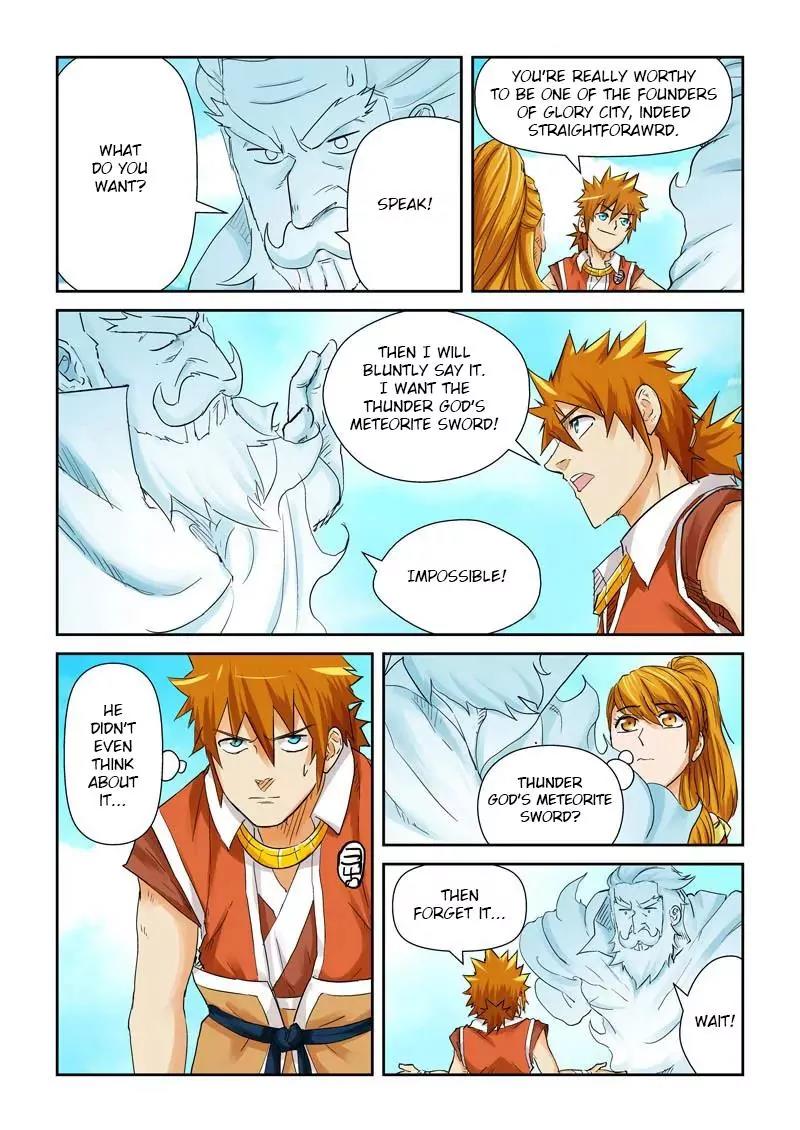 WHAT
DO YOU
WANT?
SPEAK!
YOU'RE REALLY WORTHY
TO BE ONE OF THE FOUNDERS
OF GLORY CITY, INDEED
STRAIGHTFORAWRD.
THEN I WILL
BLUNTLY SAY IT.
I WANT THE
THUNDER GOD'S
METEORITE SWORD!
IMPOSSIBLE!
HE
DIDN'T
EVEN
THINK
ABOUT
IT...
THUNDER
GOD'S METEORITE
SWORD?
THEN
FORGET IT...
WAIT!